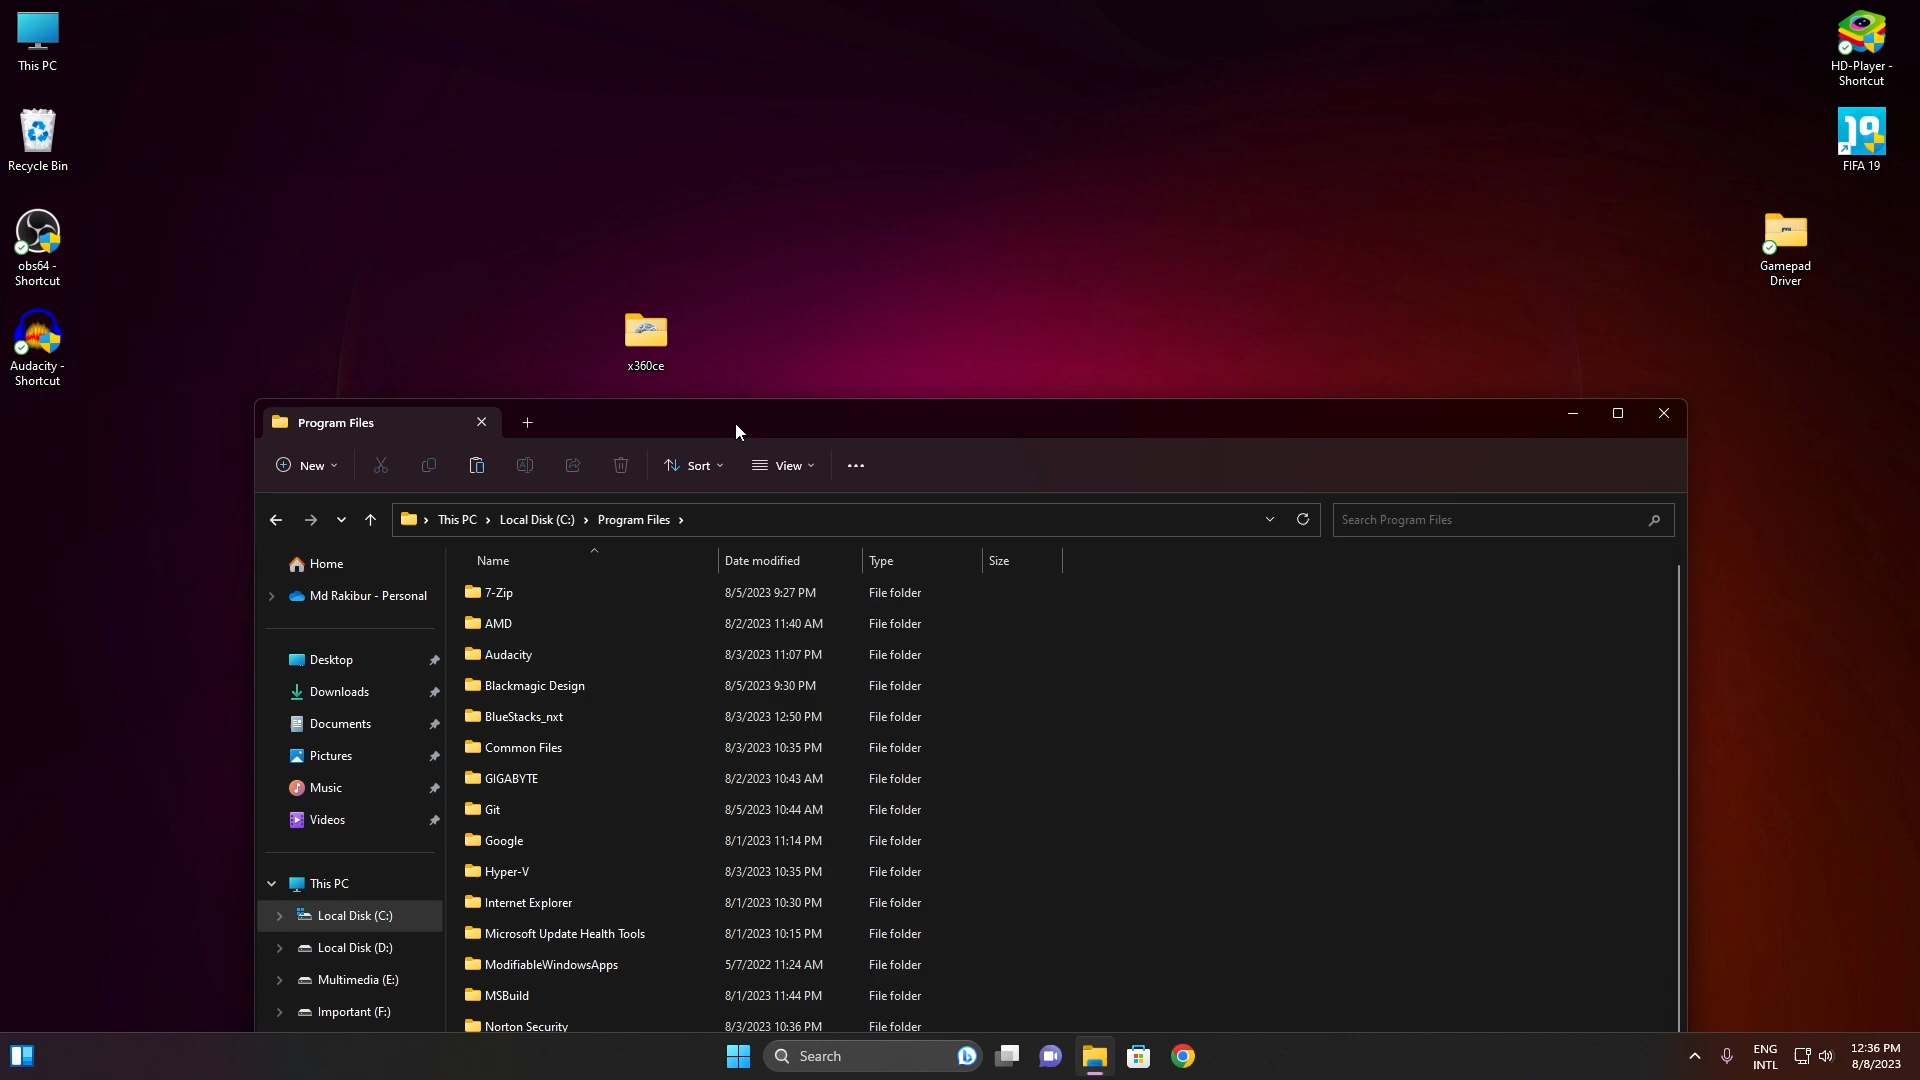 This PC
Recycle Bin
obs64 -
Shortcut
Audacity -
Shortcut
x360ce
HD-Player -
Shortcut
19
FIFA 19
Gamepad
Driver
Program Files
New
Sort
View
This PC
Local Disk (C:)
Program Files
Search Program Files
Home
Md Rakibur - Personal
Desktop
Downloads
Documents
Pictures
Music
Videos
This PC
Local Disk (C:)
Local Disk (D:)
Multimedia (E:)
Important (F:)
Name Date modified Type Size
7-Zip 8/5/2023 9:27 PM File folder
AMD 8/2/2023 11:40 AM File folder
Audacity 8/3/2023 11:07 PM File folder
Blackmagic Design 8/5/2023 9:30 PM File folder
BlueStacks_nxt 8/3/2023 12:50 PM File folder
Common Files 8/3/2023 10:35 PM File folder
GIGABYTE 8/2/2023 10:43 AM File folder
Git 8/5/2023 10:44 AM File folder
Google 8/1/2023 11:14 PM File folder
Hyper-V 8/3/2023 10:35 PM File folder
Internet Explorer 8/1/2023 10:30 PM File folder
Microsoft Update Health Tools 8/1/2023 10:15 PM File folder
ModifiableWindowsApps 5/7/2022 11:24 AM File folder
MSBuild 8/1/2023 11:44 PM File folder
Norton Security 8/3/2023 10:36 PM File folder
Search
ENG
INTL
12:36 PM
8/8/2023